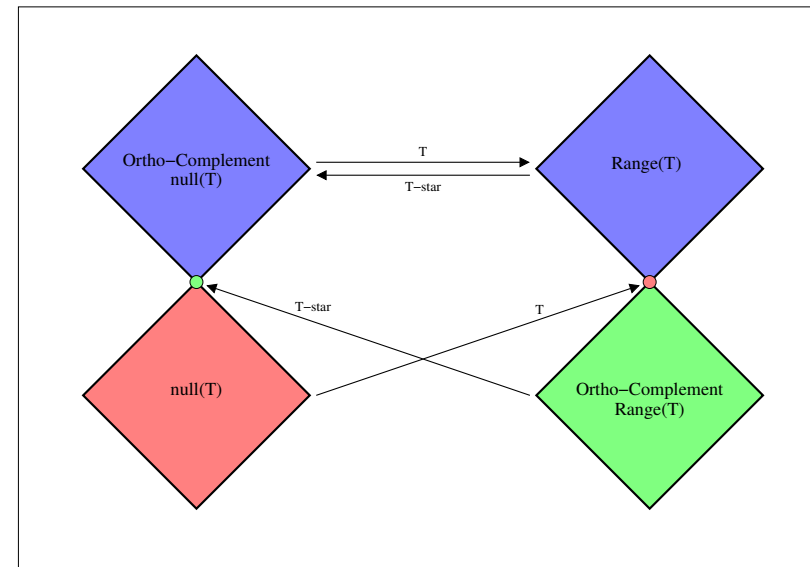 Ortho−Complement
null(T)
T
T−star
Range(T)
T−star
T
null(T)
Ortho−Complement
Range(T)